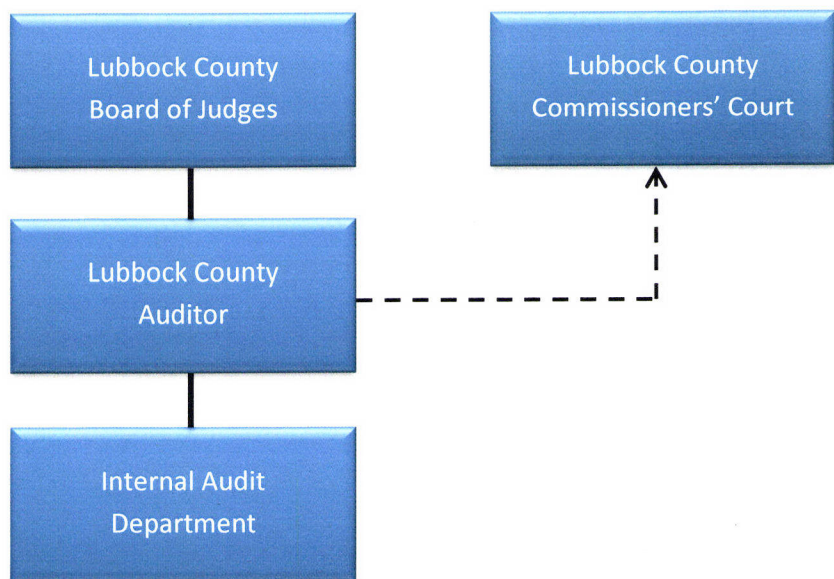 Lubbock County
Board of Judges
Lubbock County
Commissioners’ Court
Lubbock County
Auditor
Internal Audit
Department